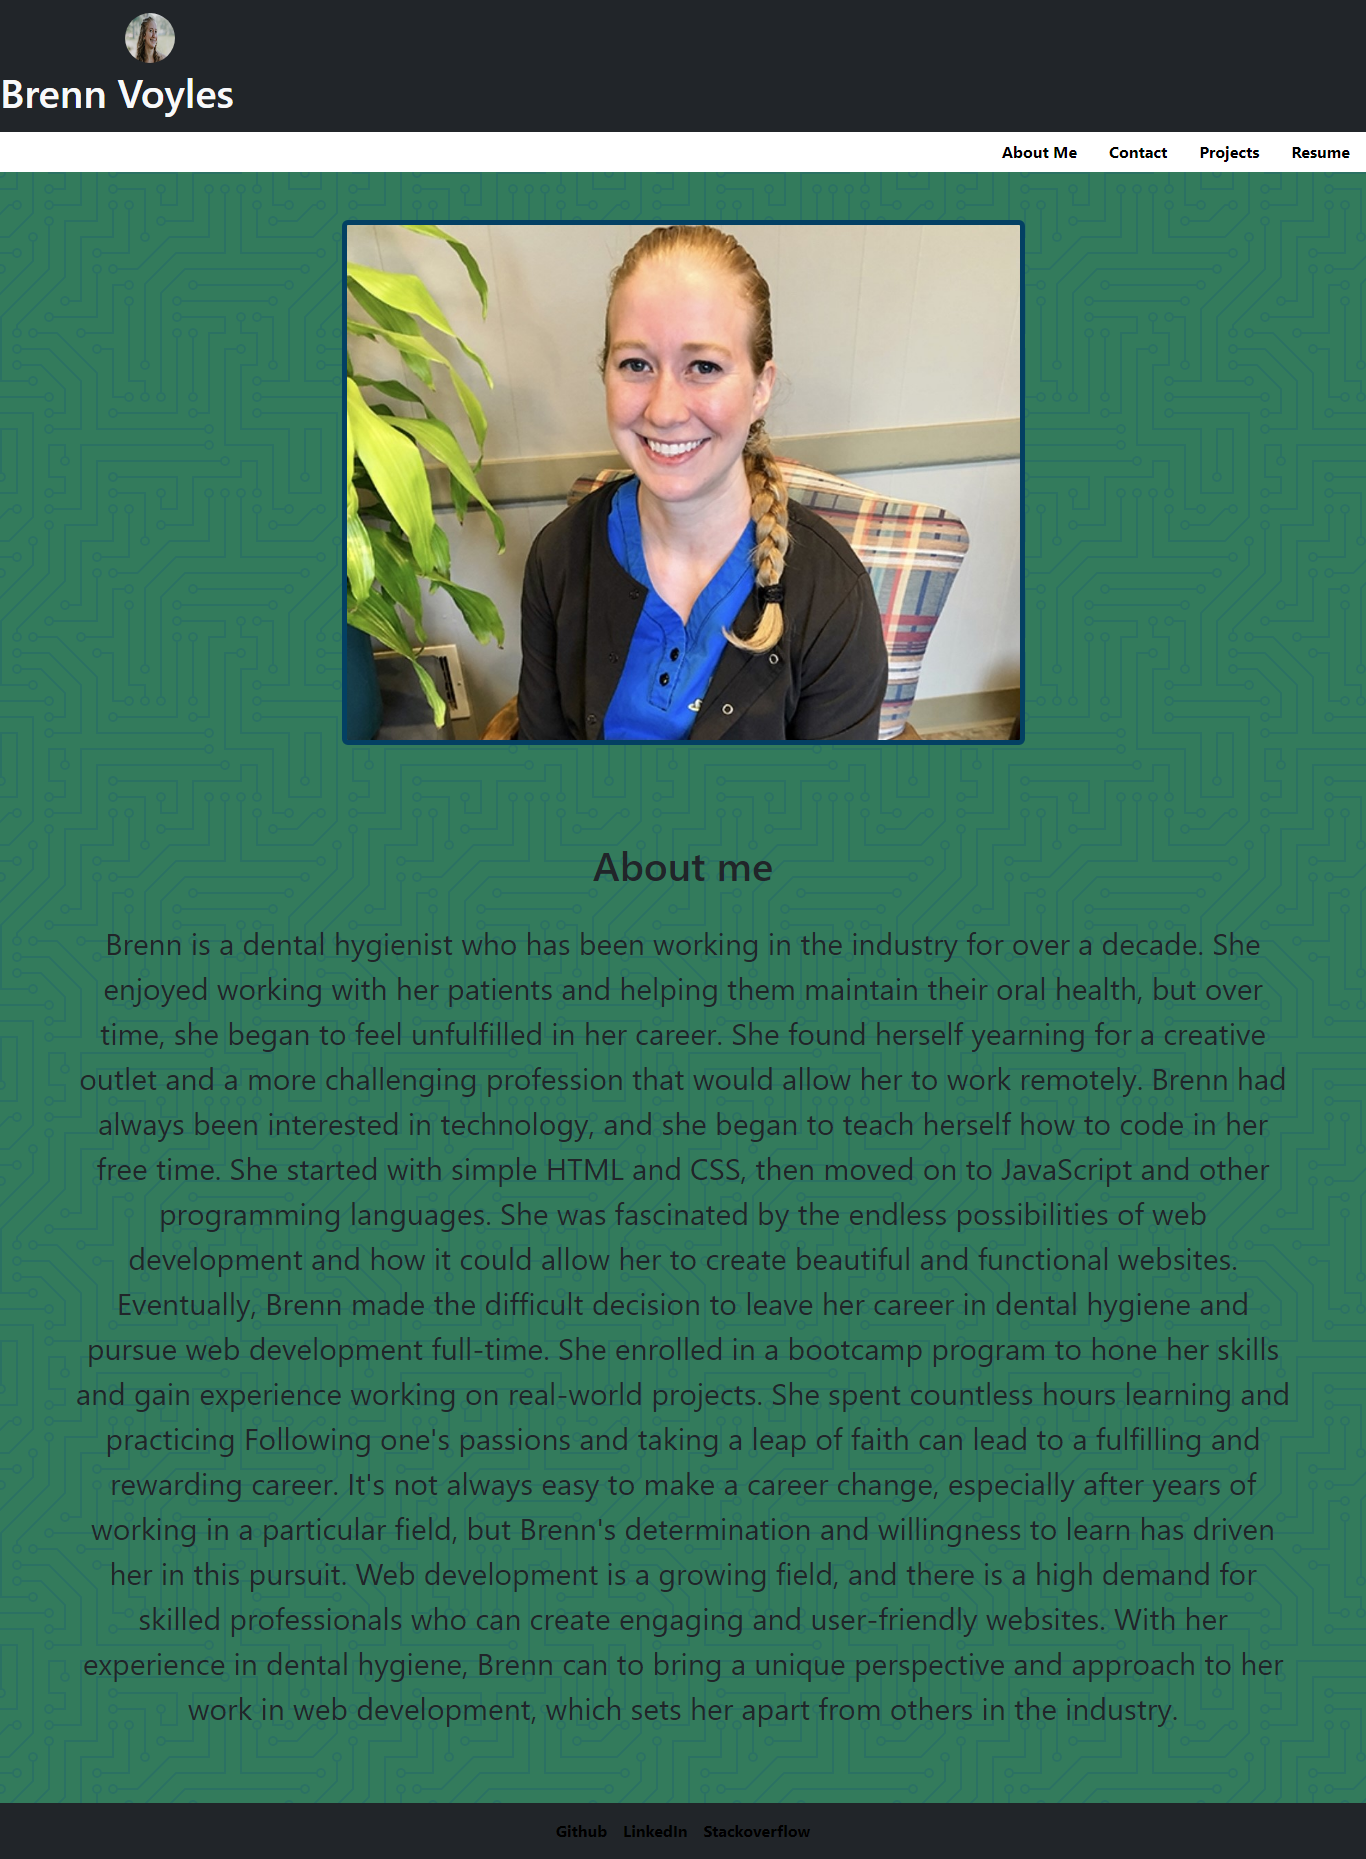 Brenn Voyles
About Me Contact Projects Resume
About me
Brenn is a dental hygienist who has been working in the industry for over a decade. She
enjoyed working with her patients and helping them maintain their oral health, but over
time, she began to feel unfulfilled in her career. She found herself yearning for a creative
outlet and a more challenging profession that would allow her to work remotely. Brenn had
always been interested in technology, and she began to teach herself how to code in her
free time. She started with simple HTML and CSS, then moved on to JavaScript and other
programming languages. She was fascinated by the endless possibilities of web
development and how it could allow her to create beautiful and functional websites.
Eventually, Brenn made the difficult decision to leave her career in dental hygiene and
pursue web development full-time. She enrolled in a bootcamp program to hone her skills
and gain experience working on real-world projects. She spent countless hours learning and
practicing Following one's passions and taking a leap of faith can lead to a fulfilling and
rewarding career. It's not always easy to make a career change, especially after years of
working in a particular field, but Brenn's determination and willingness to learn has driven
her in this pursuit. Web development is a growing field, and there is a high demand for
skilled professionals who can create engaging and user-friendly websites. With her
experience in dental hygiene, Brenn can to bring a unique perspective and approach to her
work in web development, which sets her apart from others in the industry.
Github LinkedIn Stackoverflow